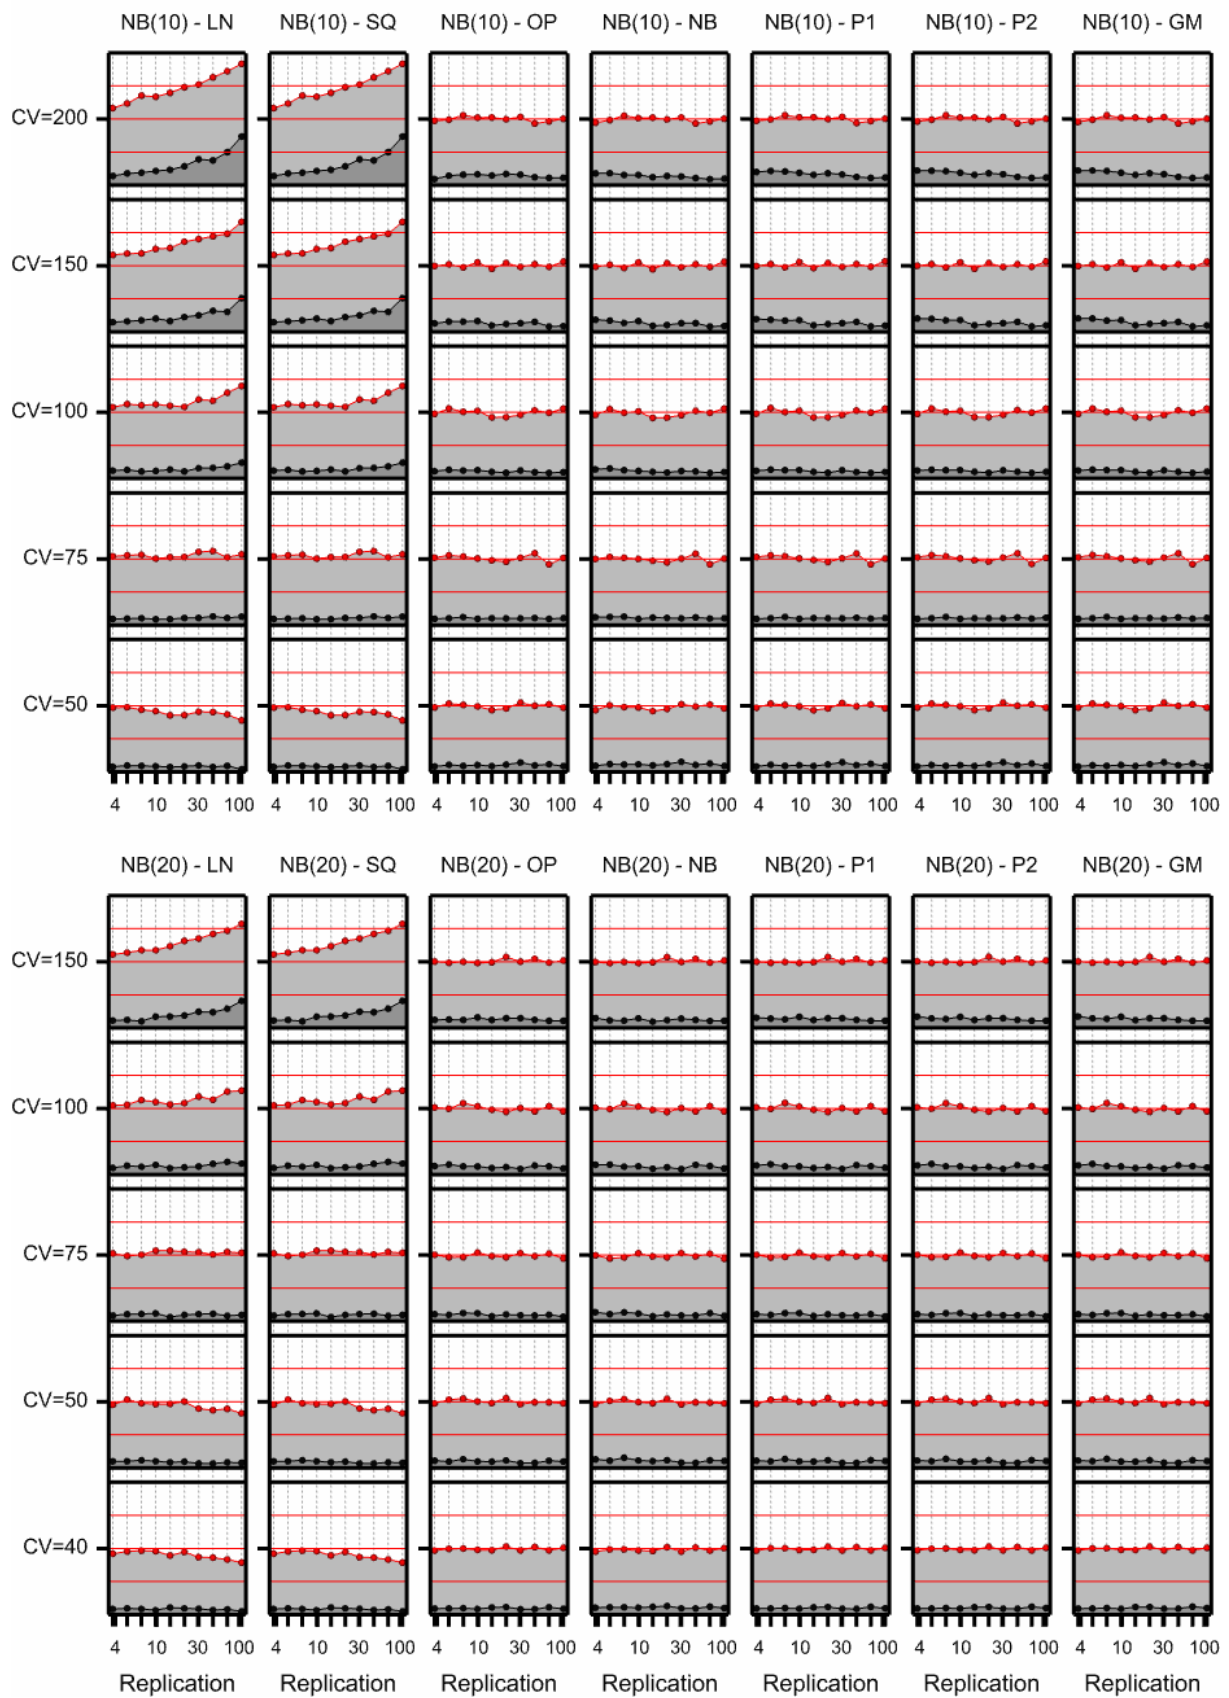 NB(10) - LN NB(10) - SQ NB(10) - OP NB(10) - NB NB(10) - P1 NB(10) - P2 NB(10) - GM
CV=200
CV=150
CV=100
CV=75
CV=50
4 10 30 100 4 10 30 100 4 10 30 100 4 10 30 100 4 10 30 100 4 10 30 100 4 10 30 100
NB(20) - LN NB(20) - SQ NB(20) - OP NB(20) - NB NB(20) - P1 NB(20) - P2 NB(20) - GM
CV=150
CV=100
CV=75
CV=50
CV=40
4 10 30 100 4 10 30 100 4 10 30 100 4 10 30 100 4 10 30 100 4 10 30 100 4 10 30 100
Replication Replication Replication Replication Replication Replication Replication